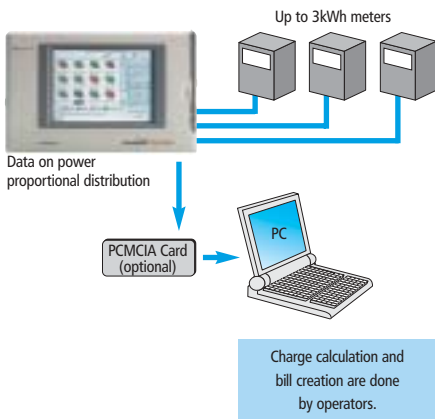 Up to 3kWh meters
Data on power
proportional distribution
PCMCIA Card
(optional)
PC
Charge calculation and
bill creation are done
by operators.